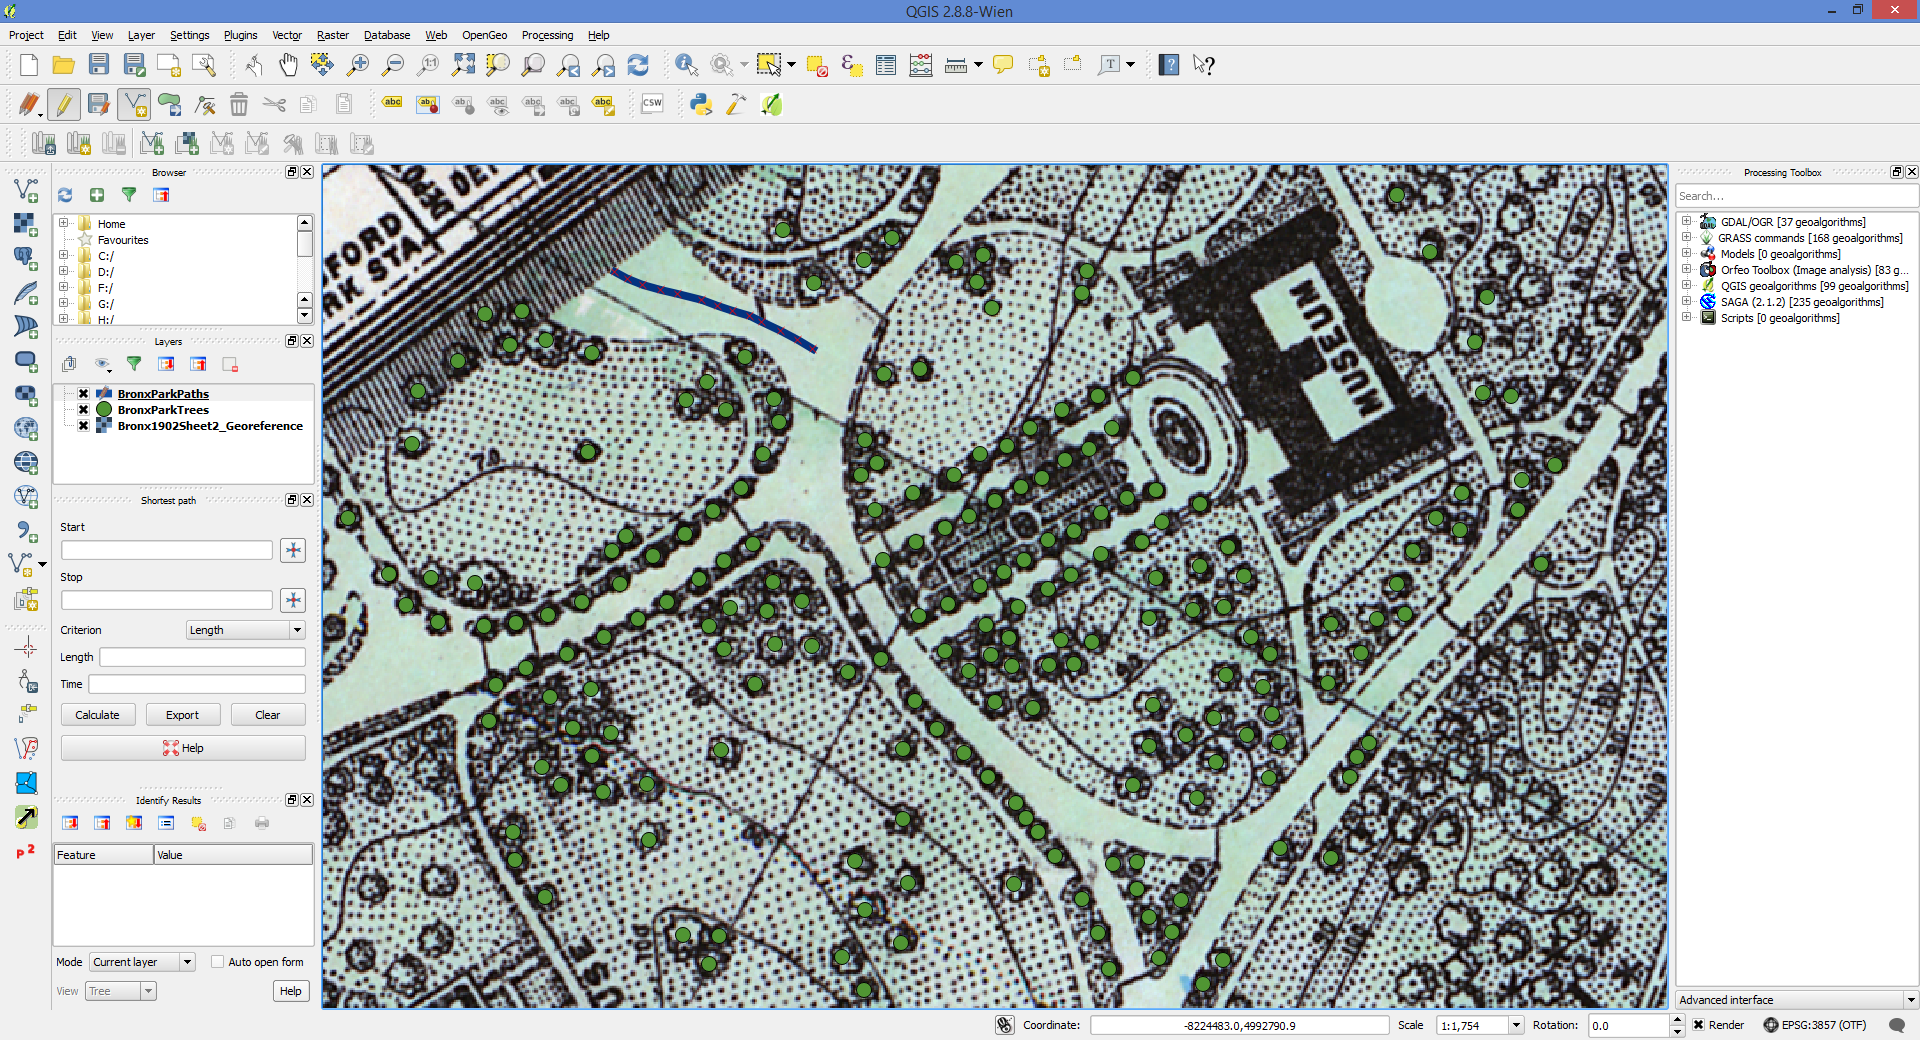 QGIS 2.8.8-Wien
Project Edit View Layer Settings Plugins Vector Raster Database Web OpenGeo Processing Help
abc
CSW
Browser
Home
Favourites
C:/
D:/
F:/
G:/
H:/
Layers
BronxParkPaths
BronxParkTrees
Bronx1902Sheet2_Georeference
Shortest path
Start
Stop
Criterion Length
Length
Time
Calculate Export Clear
Help
Identify Results
Feature Value
Mode Current layer Auto open form
View Tree Help
MUSEUM
Processing Toolbox
Search...
GDAL/OGR [37 geoalgorithms]
GRASS commands [168 geoalgorithms]
Models [0 geoalgorithms]
Orfeo Toolbox (Image analysis) [83 g...
QGIS geoalgorithms [99 geoalgorithms]
SAGA (2.1.2) [235 geoalgorithms]
Scripts [0 geoalgorithms]
Advanced interface
Coordinate: -8224483.0,4992790.9 Scale 1:1,754 Rotation: 0.0 Render EPSG:3857 (OTF)